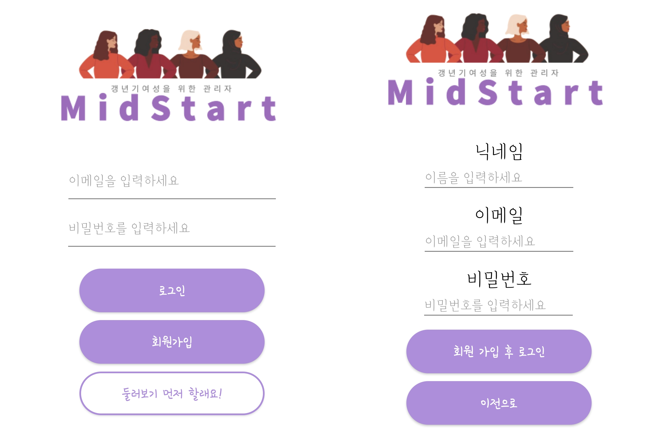 갱년기여성을 위한 관리자
MidStart
이메일을 입력하세요
비밀번호를 입력하세요
로그인
회원가입
둘러보기 먼저 할래요!
갱년기여성을 위한 관리자
MidStart
닉네임
이름을 입력하세요
이메일
이메일을 입력하세요
비밀번호
비밀번호를 입력하세요
회원 가입 후 로그인
이전으로